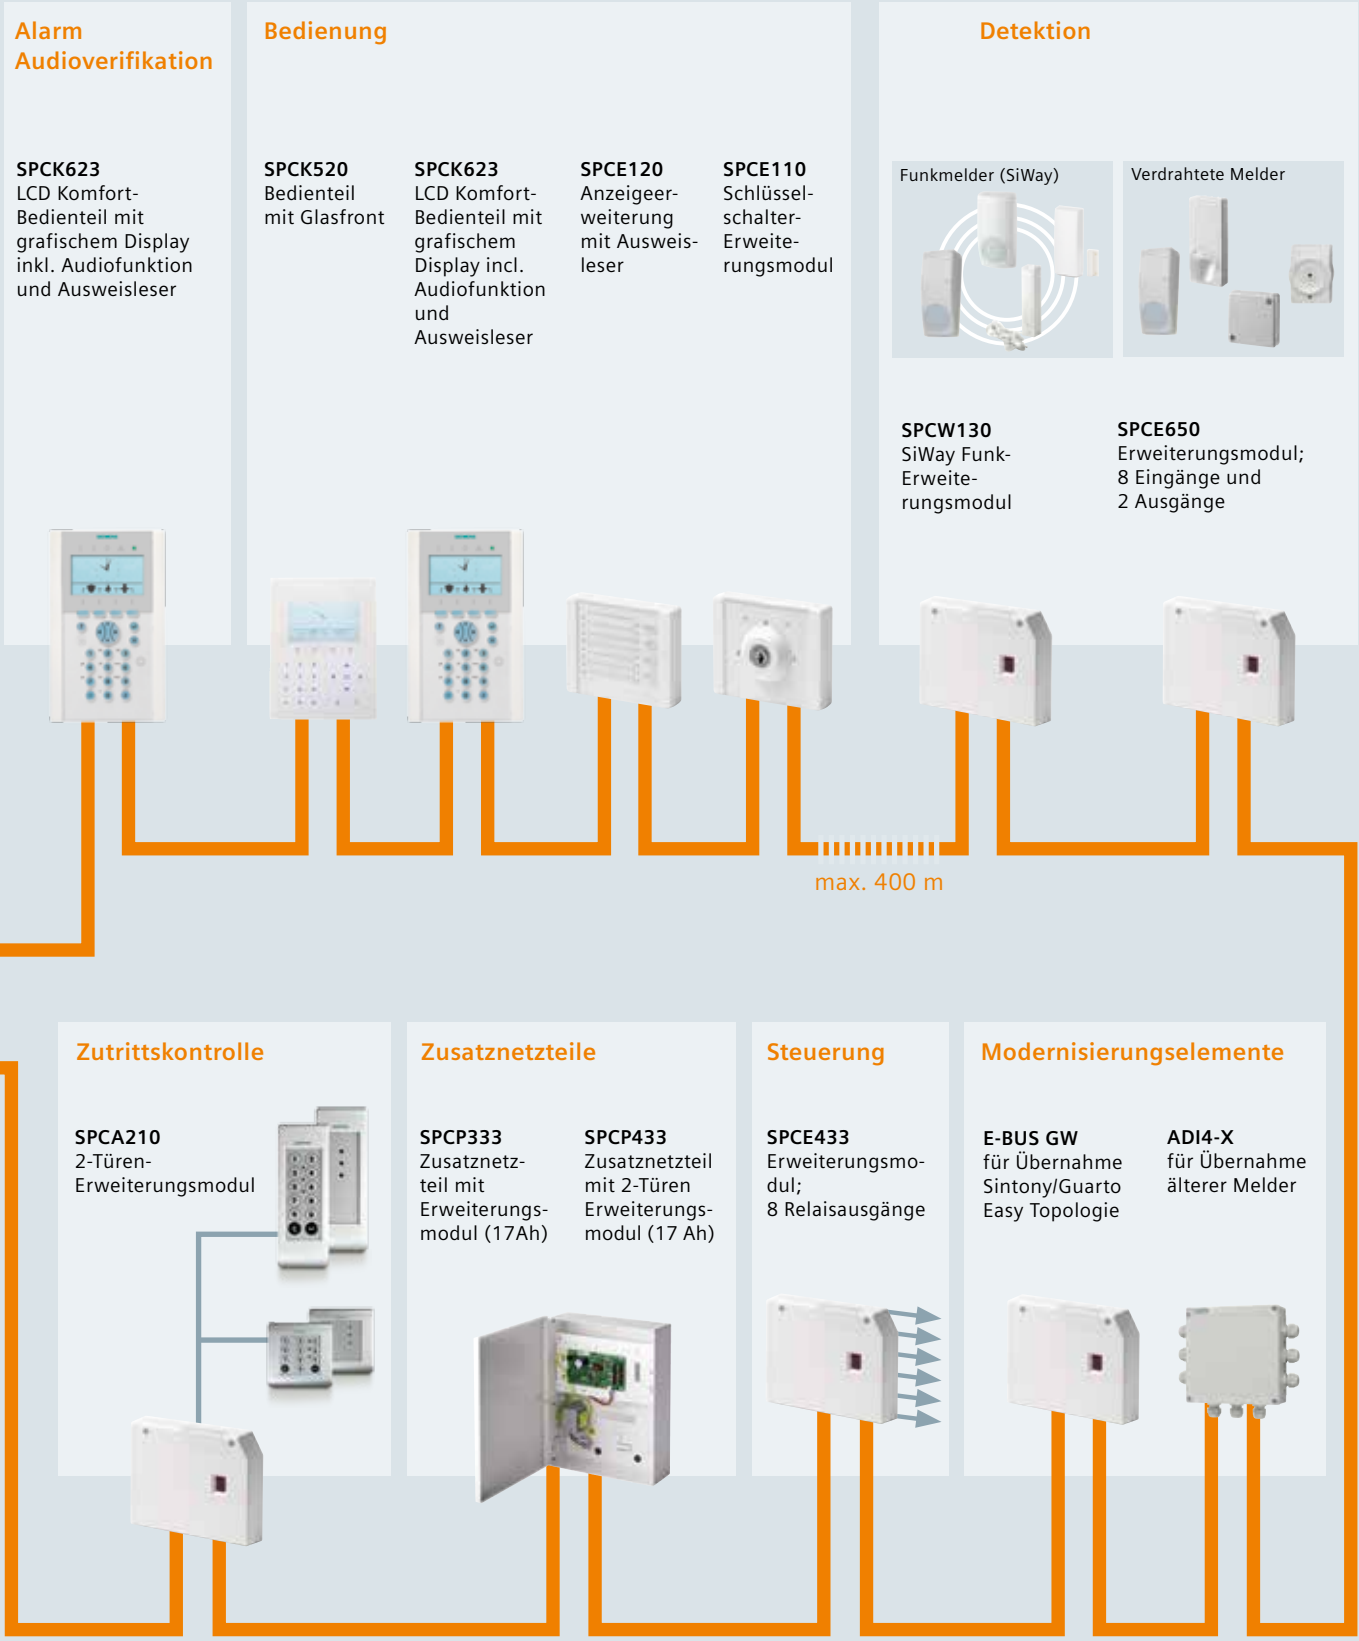 Alarm
Audioverifikation
SPCK623
LCD Komfort-
Bedienteil mit
grafischem Display
inkl. Audiofunktion
und Ausweisleser
Bedienung
SPCK520
Bedienteil
mit Glasfront
SPCK623
LCD Komfort-
Bedienteil mit
grafischem
Display incl.
Audiofunktion
und
Ausweisleser
SPCE120
Anzeigeer-
weiterung
mit Ausweis-
leser
SPCE110
Schlüssel-
schalter-
Erweite-
rungsmodul
Detektion
Funkmelder (SiWay)
Verdrahtete Melder
SPCW130
SiWay Funk-
Erweite-
rungsmodul
SPCE650
Erweiterungsmodul;
8 Eingänge und
2 Ausgänge
max. 400 m
Zutrittskontrolle
SPCA210
2-Türen-
Erweiterungsmodul
Zusatznetzteile
SPCP333
Zusatznetz-
teil mit
Erweiterungs-
modul (17Ah)
SPCP433
Zusatznetzteil
mit 2-Türen
Erweiterungs-
modul (17 Ah)
Steuerung
SPCE433
Erweiterungsmo-
dul;
8 Relaisausgänge
Modernisierungselemente
E-BUS GW
für Übernahme
Sintony/Guarto
Easy Topologie
ADI4-X
für Übernahme
älterer Melder